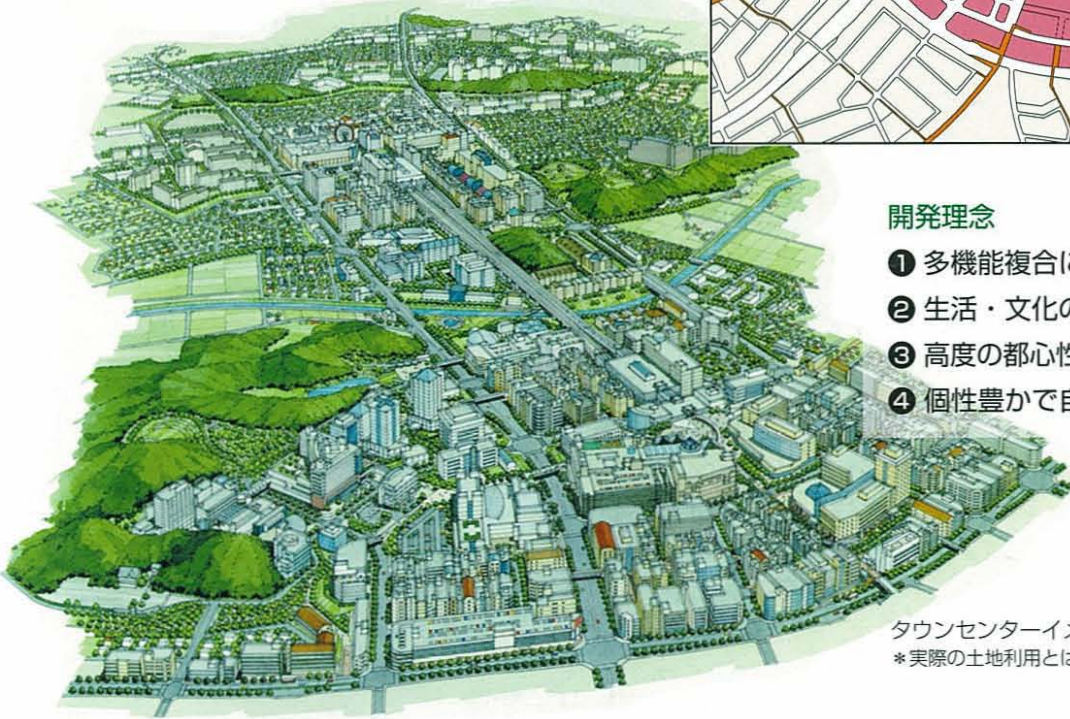 開発理念
❶ 多機能複合に
❷ 生活・文化の
❸ 高度の都心性
❹ 個性豊かで自
タウンセンターイメ
＊実際の土地利用とは